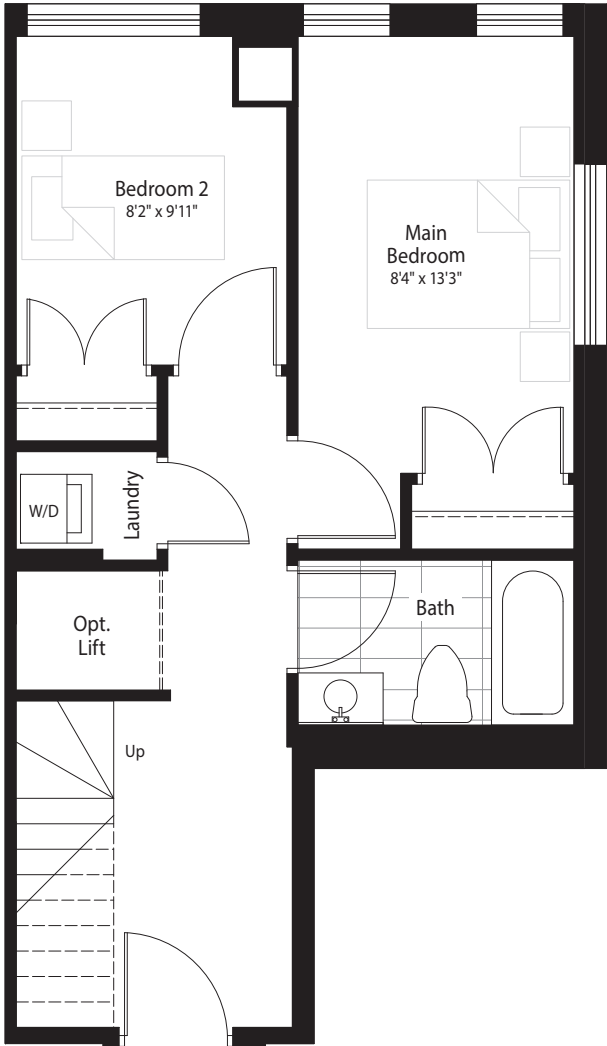 Bedroom 2
8'2" x 9'11"
Main
Bedroom
8'4" x 13'3"
W/D
Laundry
Opt.
Lift
Bath
Up